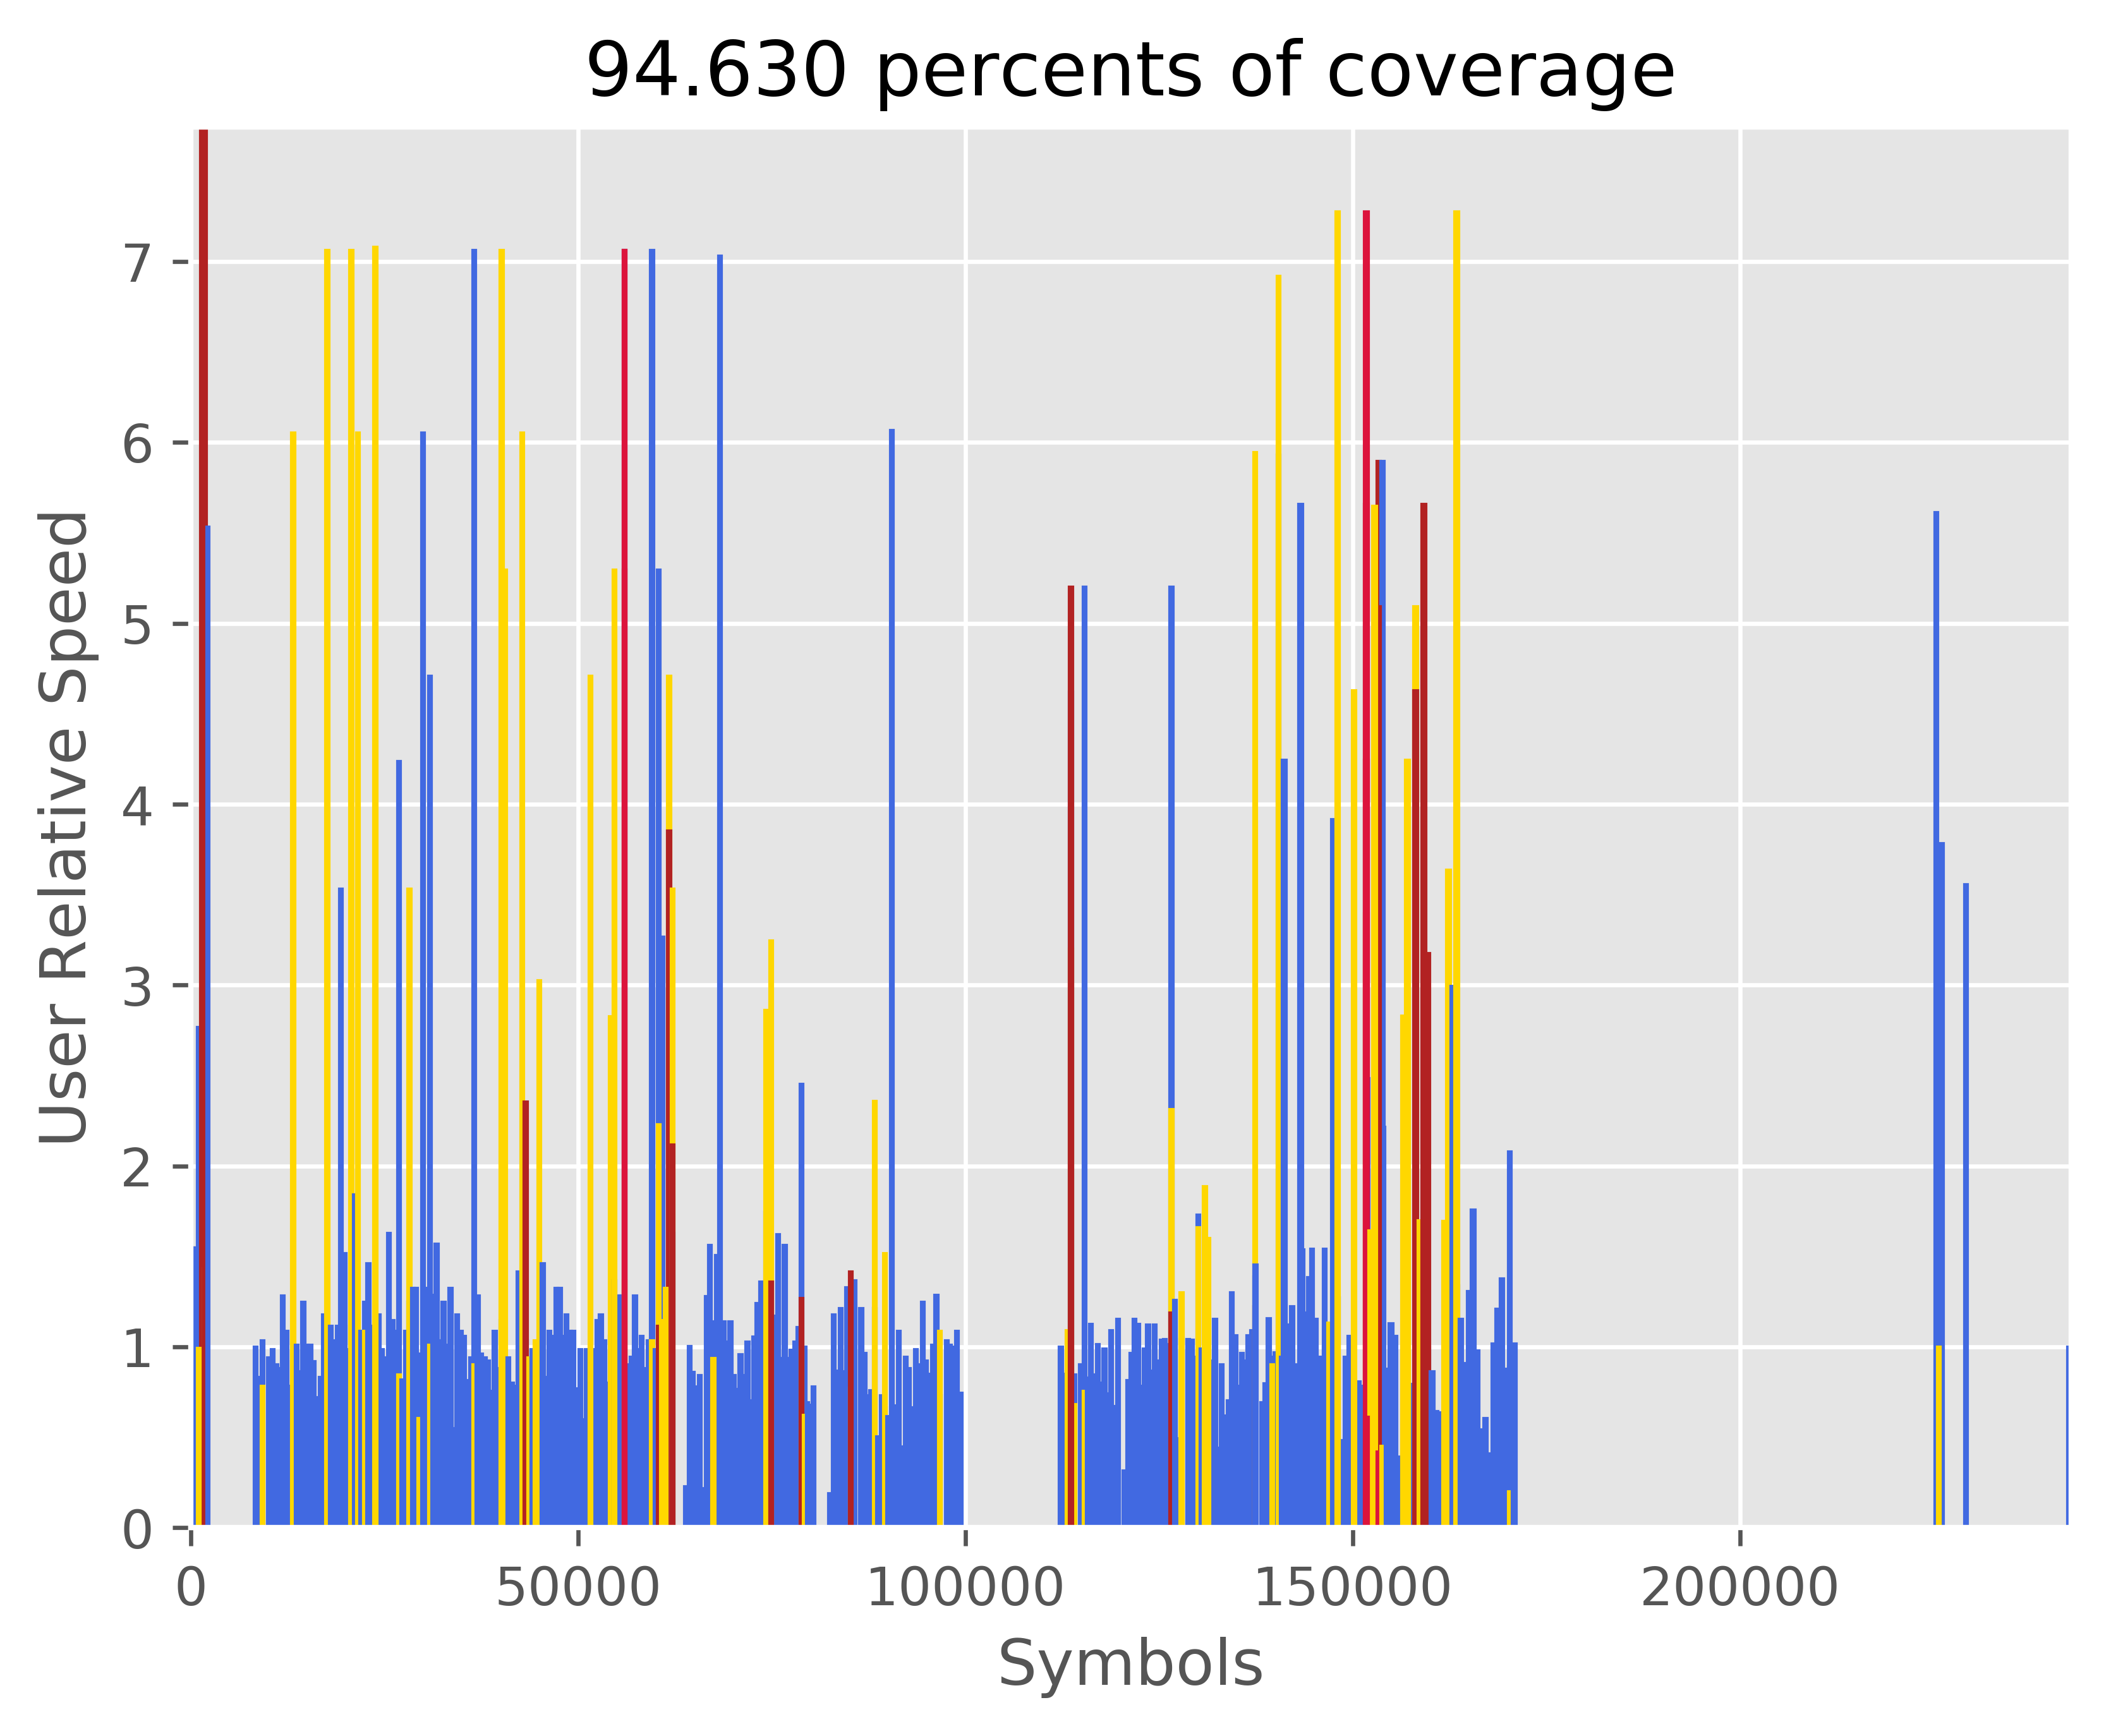 94.630 percents of coverage
User Relative Speed
7
6
5
4
3
2
1
0
0 50000 100000 150000 200000
Symbols